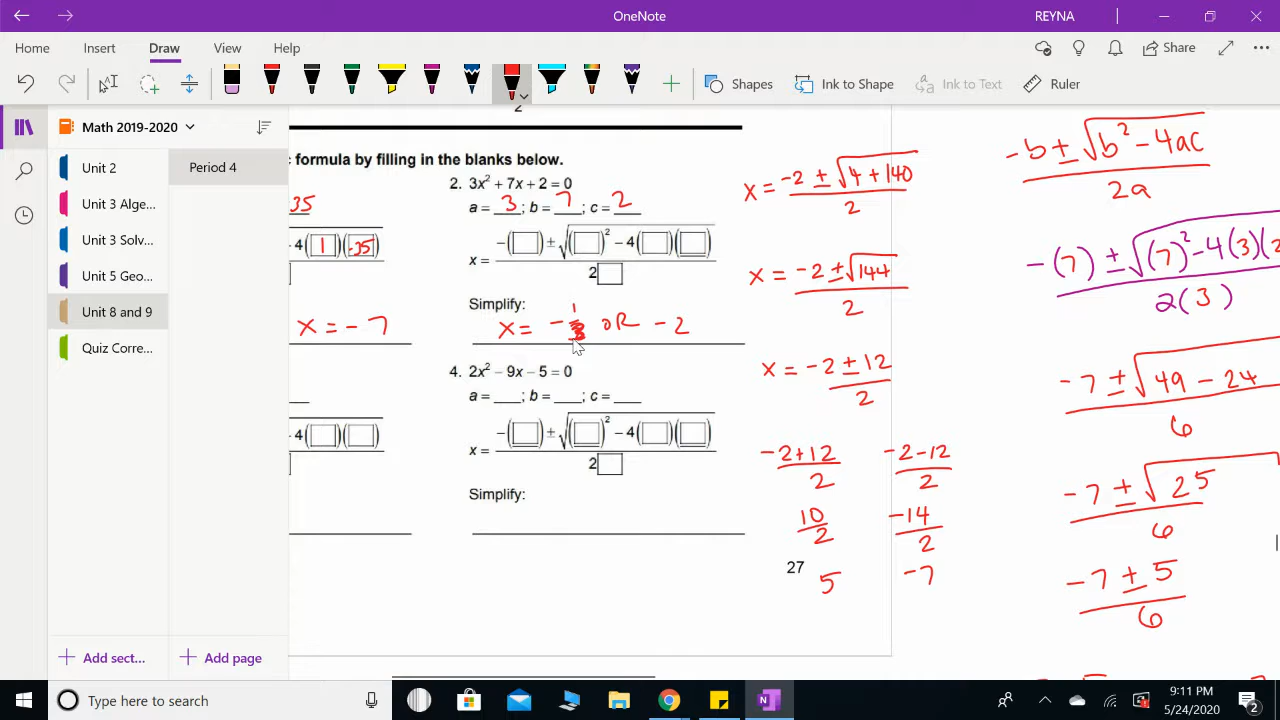 OneNote
REYNA
Home Insert Draw View Help
Share
Shapes Ink to Shape Ink to Text Ruler
Math 2019-2020
Unit 2
Unit 3 Alge...
Unit 3 Solv...
Unit 5 Geo...
Unit 8 and 9
Quiz Corre...
Add sect...
Period 4
Add page
2
formula by filling in the blanks below.
35
4(1)(-35)
x = -7
4( )( )
2. 3x² + 7x + 2 = 0
a = 3; b = 7; c = 2
x = -( ) ± √( )² - 4( )( )
2
Simplify:
x = -1/3 OR -2
4. 2x² - 9x - 5 = 0
a = ___; b = ___; c = ___
x = -( ) ± √( )² - 4( )( )
2
Simplify:
27
x = -2 ± √4 + 140
2
x = -2 ± √144
2
x = -2 ± 12
2
-2+12
2
10
2
5
-2-12
2
-14
2
-7
-b ± √b² - 4ac
2a
-(7) ± √(7)² - 4(3)(2
2(3)
-7 ± √49 - 24
6
-7 ± √25
6
-7 ± 5
6
Type here to search
9:11 PM
5/24/2020
2